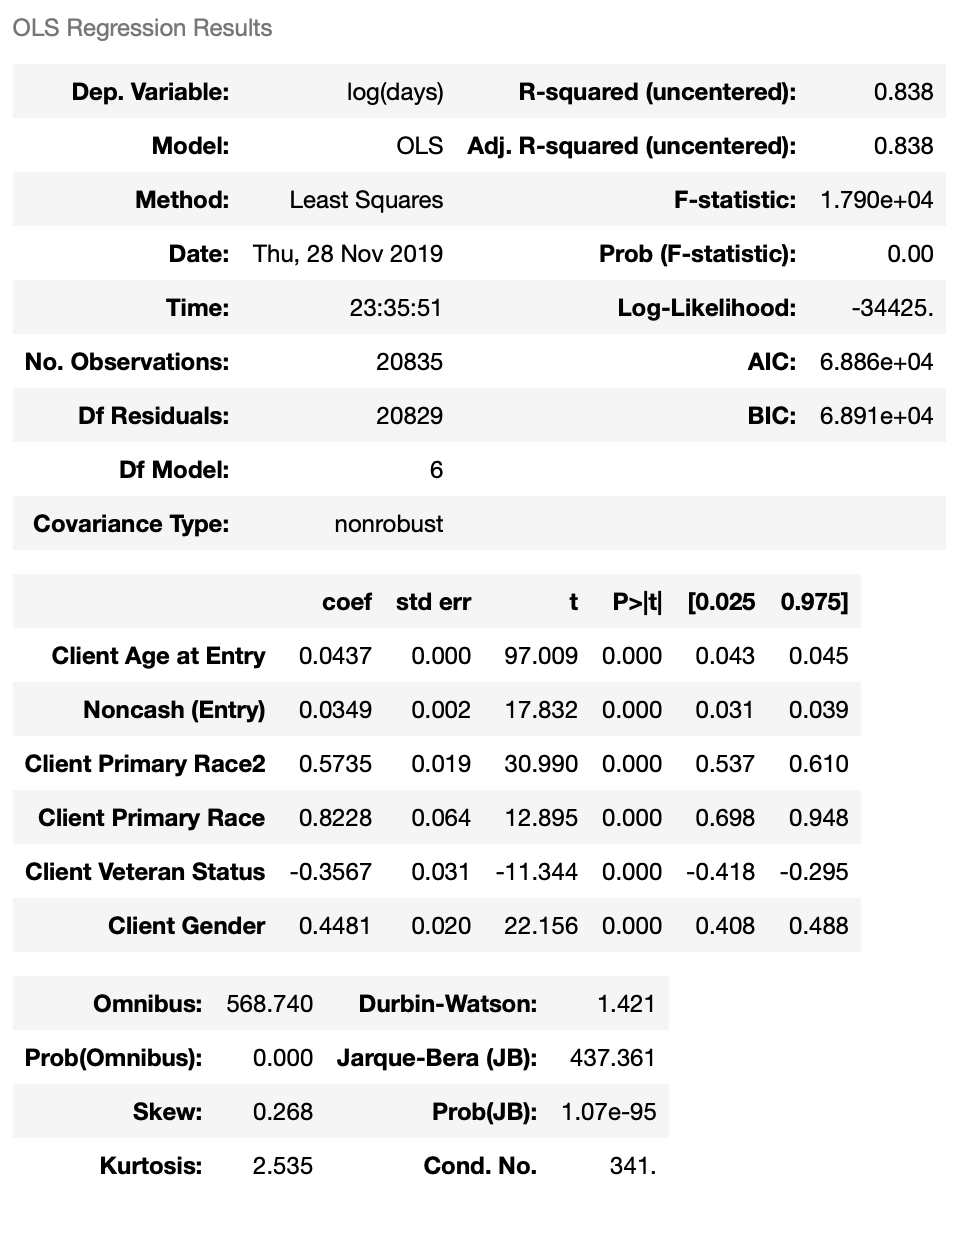 OLS Regression Results
Dep. Variable: log(days) R-squared (uncentered): 0.838
Model: OLS Adj. R-squared (uncentered): 0.838
Method: Least Squares F-statistic: 1.790e+04
Date: Thu, 28 Nov 2019 Prob (F-statistic): 0.00
Time: 23:35:51 Log-Likelihood: -34425.
No. Observations: 20835 AIC: 6.886e+04
Df Residuals: 20829 BIC: 6.891e+04
Df Model: 6
Covariance Type: nonrobust
coef std err t P>|t| [0.025 0.975]
Client Age at Entry 0.0437 0.000 97.009 0.000 0.043 0.045
Noncash (Entry) 0.0349 0.002 17.832 0.000 0.031 0.039
Client Primary Race2 0.5735 0.019 30.990 0.000 0.537 0.610
Client Primary Race 0.8228 0.064 12.895 0.000 0.698 0.948
Client Veteran Status -0.3567 0.031 -11.344 0.000 -0.418 -0.295
Client Gender 0.4481 0.020 22.156 0.000 0.408 0.488
Omnibus: 568.740 Durbin-Watson: 1.421
Prob(Omnibus): 0.000 Jarque-Bera (JB): 437.361
Skew: 0.268 Prob(JB): 1.07e-95
Kurtosis: 2.535 Cond. No. 341.